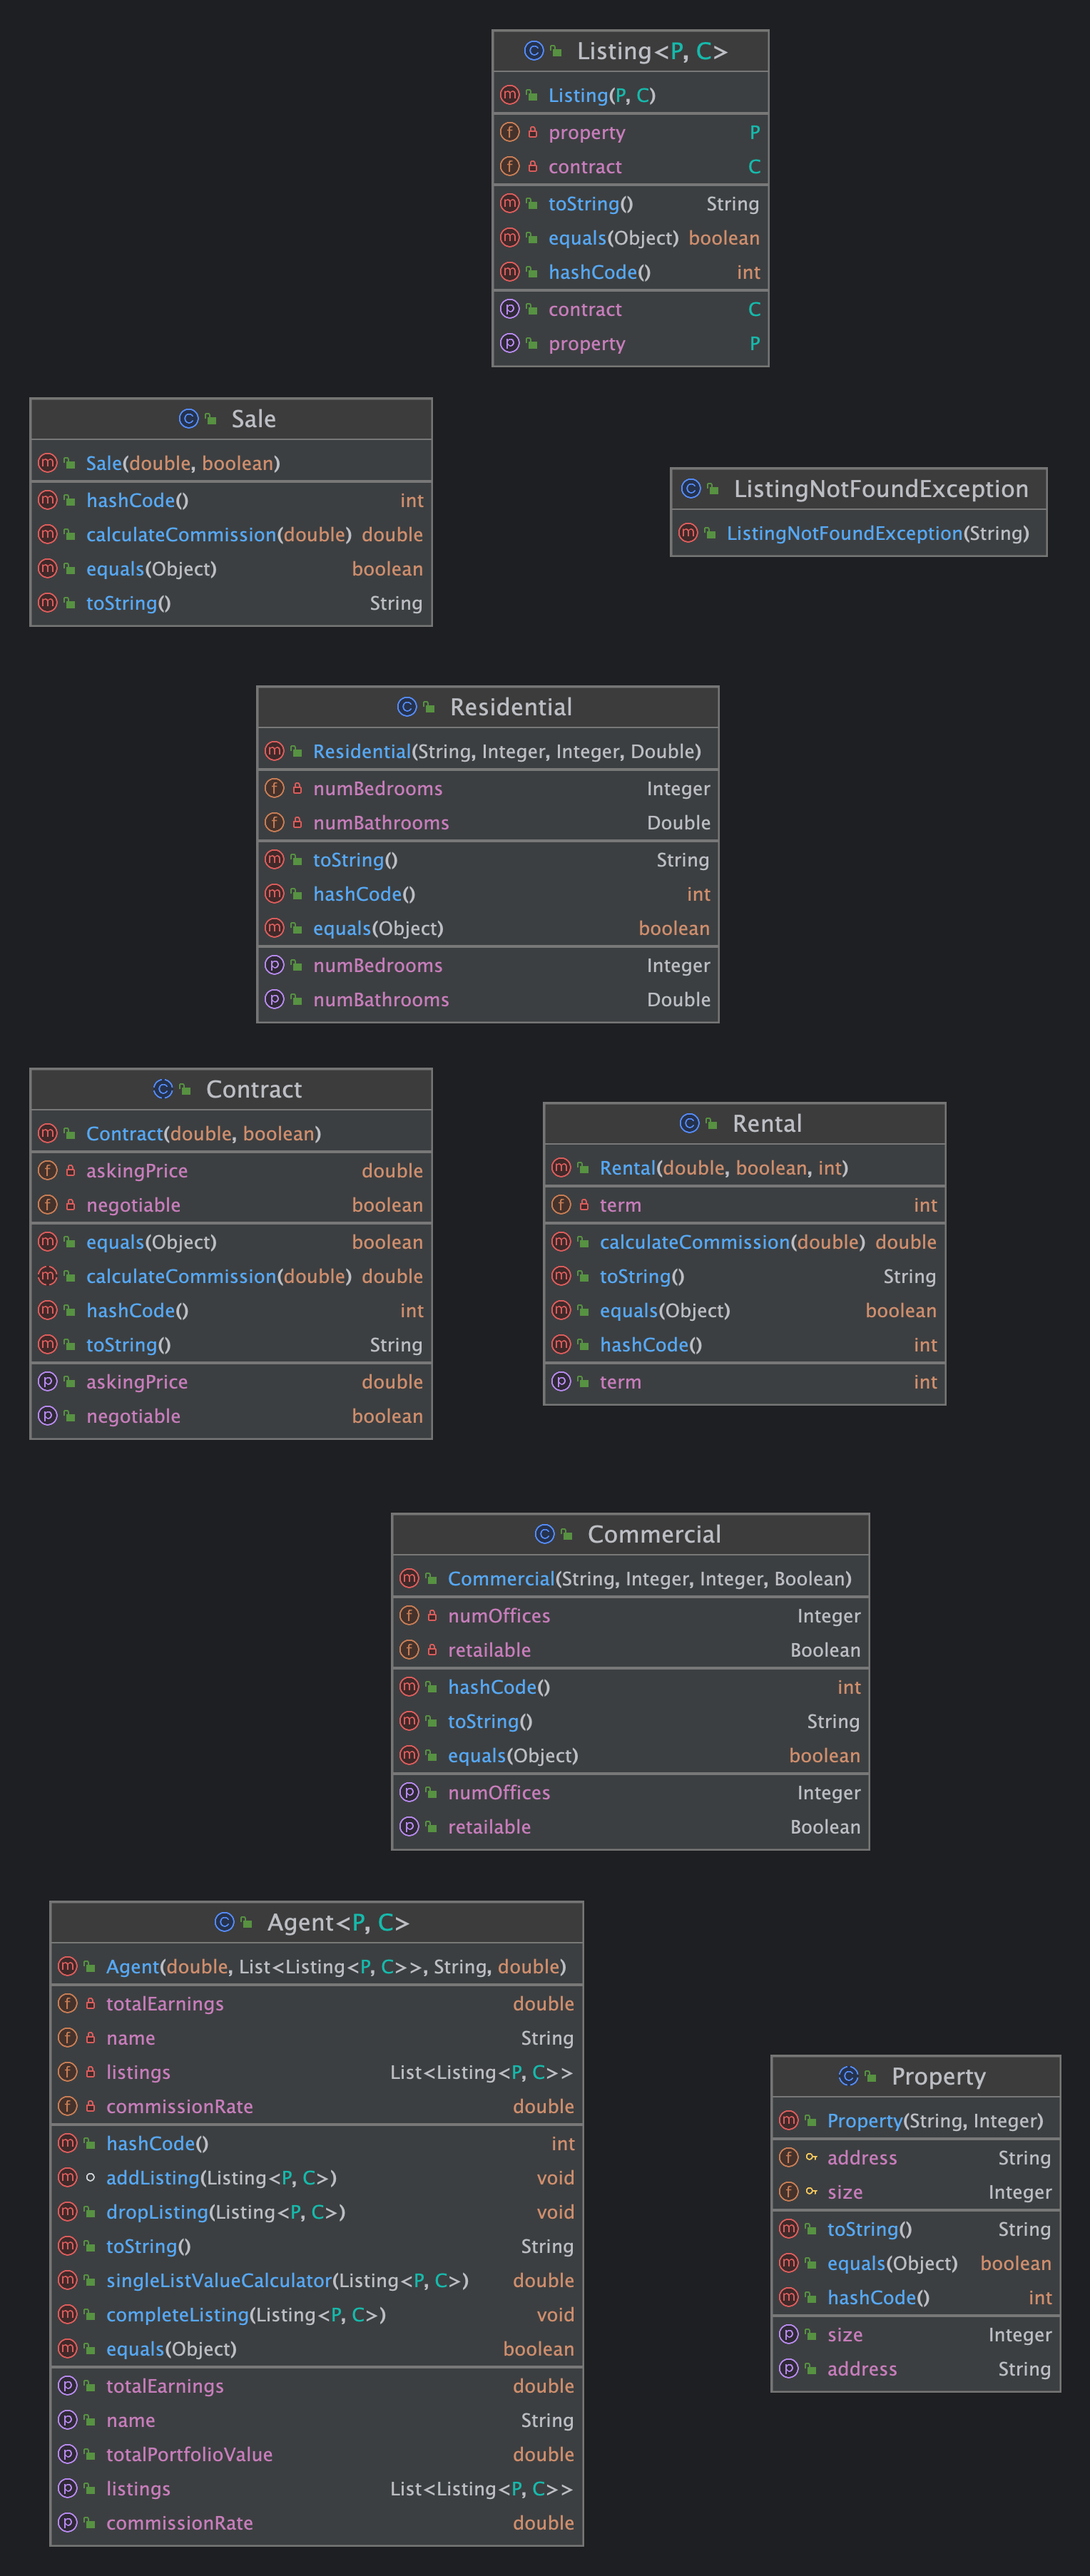 Listing<P, C>
Listing(P, C)
property P
contract C
toString() String
equals(Object) boolean
hashCode() int
contract C
property P
Sale
Sale(double, boolean)
hashCode() int
calculateCommission(double) double
equals(Object) boolean
toString() String
ListingNotFoundException
ListingNotFoundException(String)
Residential
Residential(String, Integer, Integer, Double)
numBedrooms Integer
numBathrooms Double
toString() String
hashCode() int
equals(Object) boolean
numBedrooms Integer
numBathrooms Double
Contract
Contract(double, boolean)
askingPrice double
negotiable boolean
equals(Object) boolean
calculateCommission(double) double
hashCode() int
toString() String
askingPrice double
negotiable boolean
Rental
Rental(double, boolean, int)
term int
calculateCommission(double) double
toString() String
equals(Object) boolean
hashCode() int
term int
Commercial
Commercial(String, Integer, Integer, Boolean)
numOffices Integer
retailable Boolean
hashCode() int
toString() String
equals(Object) boolean
numOffices Integer
retailable Boolean
Agent<P, C>
Agent(double, List<Listing<P, C>>, String, double)
totalEarnings double
name String
listings List<Listing<P, C>>
commissionRate double
hashCode() int
addListing(Listing<P, C>) void
dropListing(Listing<P, C>) void
toString() String
singleListValueCalculator(Listing<P, C>) double
completeListing(Listing<P, C>) void
equals(Object) boolean
totalEarnings double
name String
totalPortfolioValue double
listings List<Listing<P, C>>
commissionRate double
Property
Property(String, Integer)
address String
size Integer
toString() String
equals(Object) boolean
hashCode() int
size Integer
address String